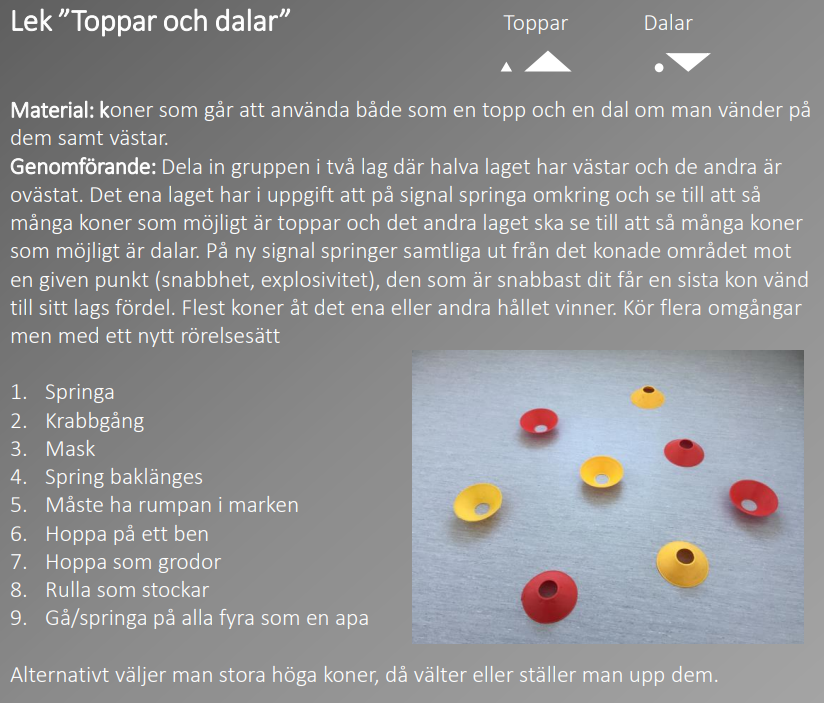 Lek ”Toppar och dalar”
Toppar
Dalar
Material: koner som går att använda både som en topp och en dal om man vänder på
dem samt västar.
Genomförande: Dela in gruppen i två lag där halva laget har västar och de andra är
ovästat. Det ena laget har i uppgift att på signal springa omkring och se till att så
många koner som möjligt är toppar och det andra laget ska se till att så många koner
som möjligt är dalar. På ny signal springer samtliga ut från det konade området mot
en given punkt (snabbhet, explosivitet), den som är snabbast dit får en sista kon vänd
till sitt lags fördel. Flest koner åt det ena eller andra hållet vinner. Kör flera omgångar
men med ett nytt rörelsesätt
1. Springa
2. Krabbgång
3. Mask
4. Spring baklänges
5. Måste ha rumpan i marken
6. Hoppa på ett ben
7. Hoppa som grodor
8. Rulla som stockar
9. Gå/springa på alla fyra som en apa
Alternativt väljer man stora höga koner, då välter eller ställer man upp dem.